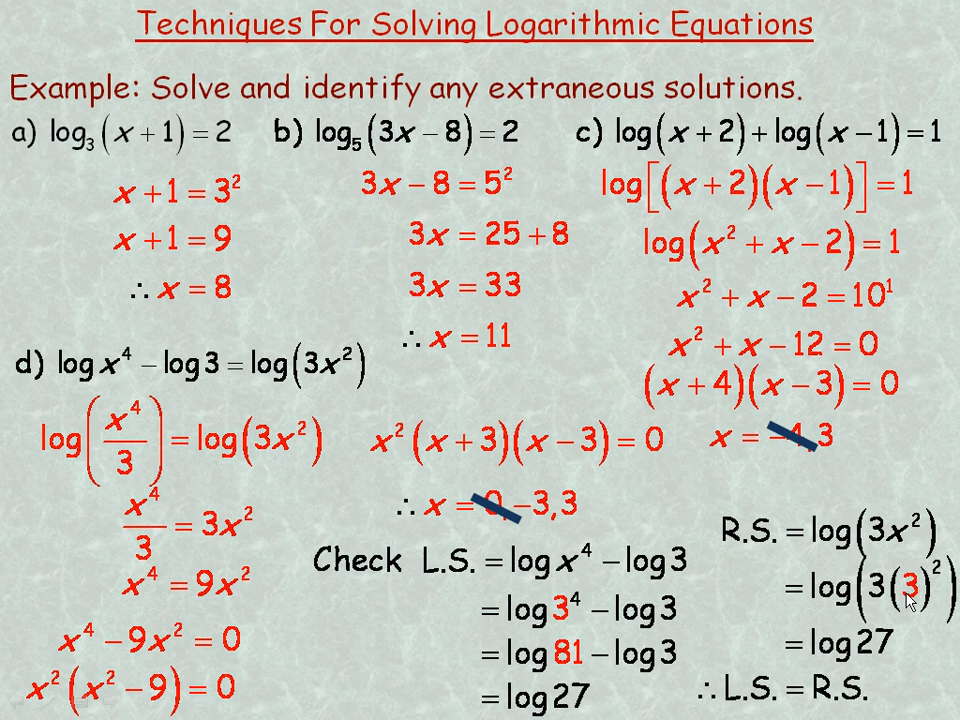 Techniques For Solving Logarithmic Equations
Example: Solve and identify any extraneous solutions.
a) log₃(x + 1) = 2
x + 1 = 3²
x + 1 = 9
∴ x = 8
b) log₅(3x − 8) = 2
3x − 8 = 5²
3x = 25 + 8
3x = 33
∴ x = 11
c) log(x + 2) + log(x − 1) = 1
log[(x + 2)(x − 1)] = 1
log(x² + x − 2) = 1
x² + x − 2 = 10¹
x² + x − 12 = 0
(x + 4)(x − 3) = 0
x = −4, 3
d) log x⁴ − log 3 = log(3x²)
log(x⁴/3) = log(3x²)
x⁴/3 = 3x²
x⁴ = 9x²
x⁴ − 9x² = 0
x²(x² − 9) = 0
x²(x + 3)(x − 3) = 0
∴ x = 0, −3, 3
Check L.S. = log x⁴ − log 3
= log 3⁴ − log 3
= log 81 − log 3
= log 27
R.S. = log(3x²)
= log(3(3)²)
= log 27
∴ L.S. = R.S.